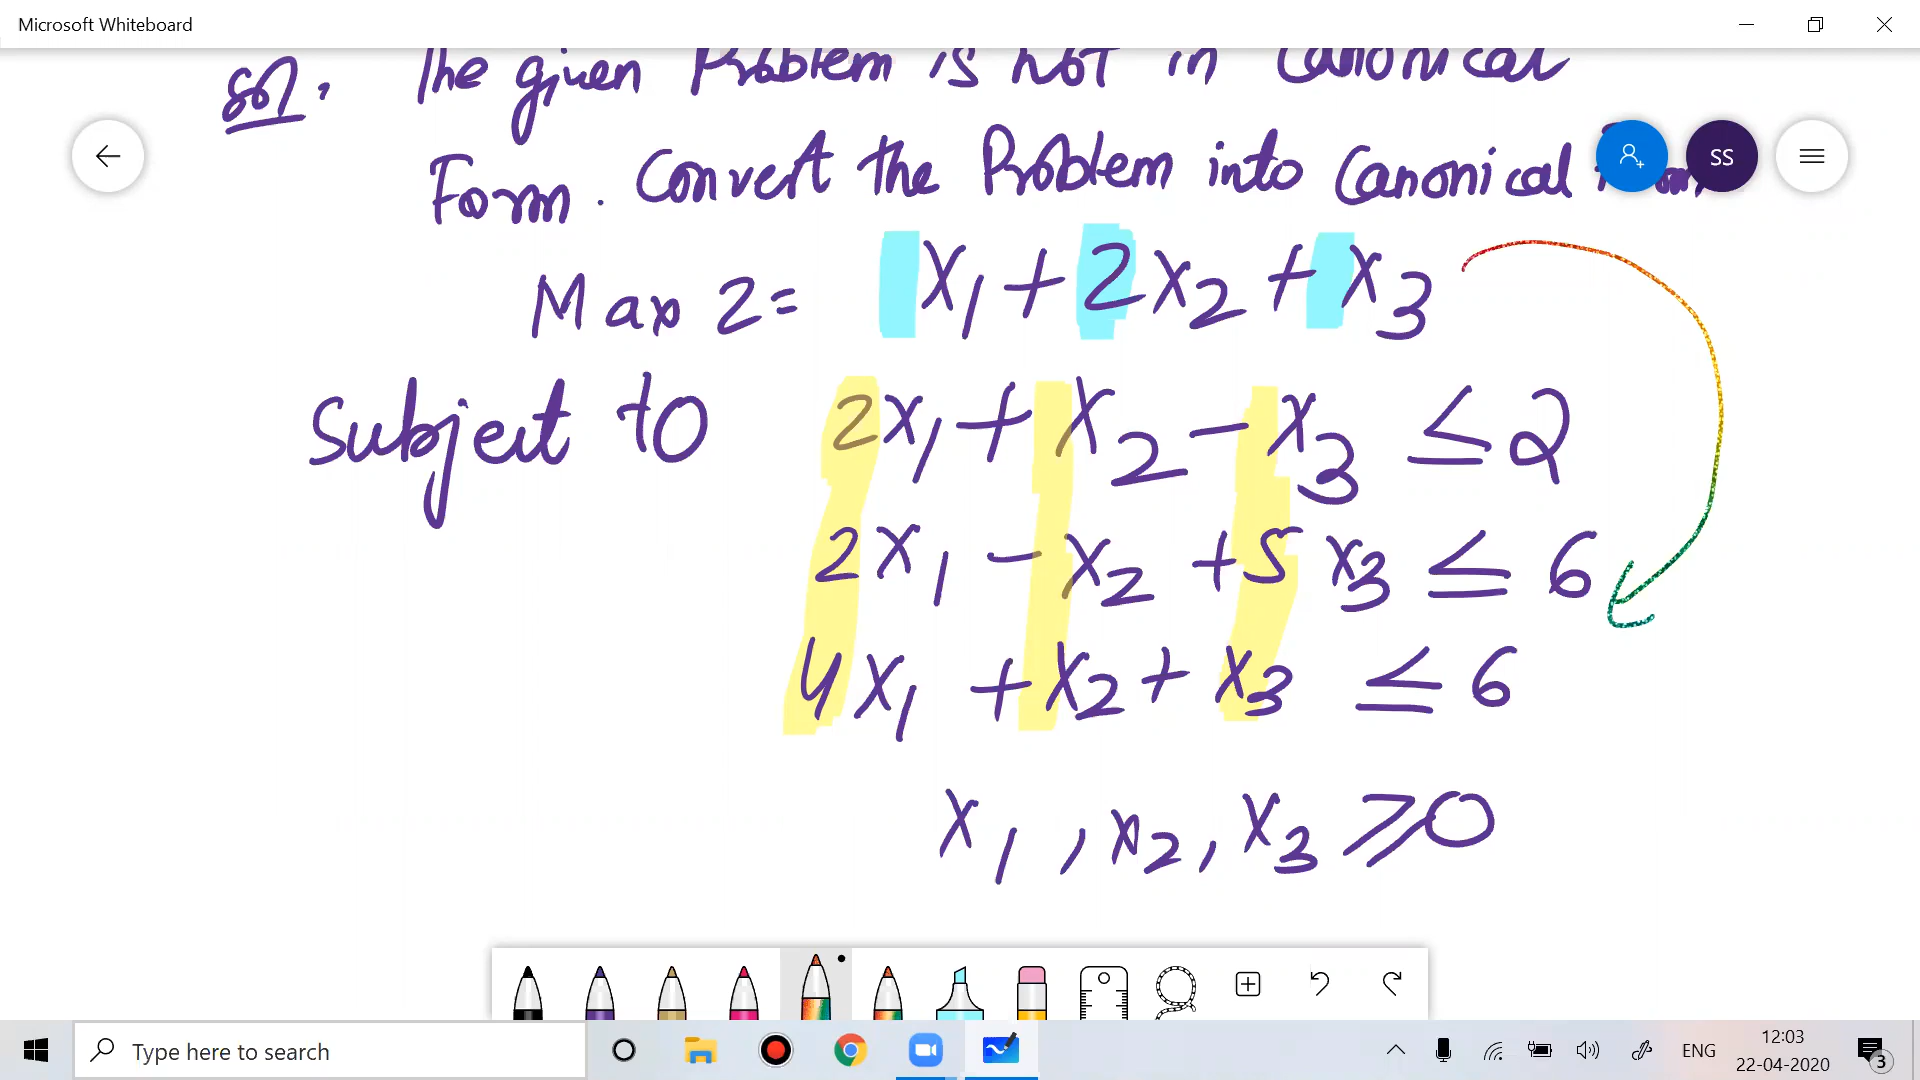 Microsoft Whiteboard
Sol. The given Problem is not in Canonical
Form. Convert the Problem into Canonical Form
SS
Max Z = x₁ + 2x₂ + x₃
Subject to 2x₁ + x₂ - x₃ ≤ 2
2x₁ - x₂ + 5x₃ ≤ 6
4x₁ + x₂ + x₃ ≤ 6
x₁, x₂, x₃ ≥ 0
Type here to search
ENG
12:03
22-04-2020
3